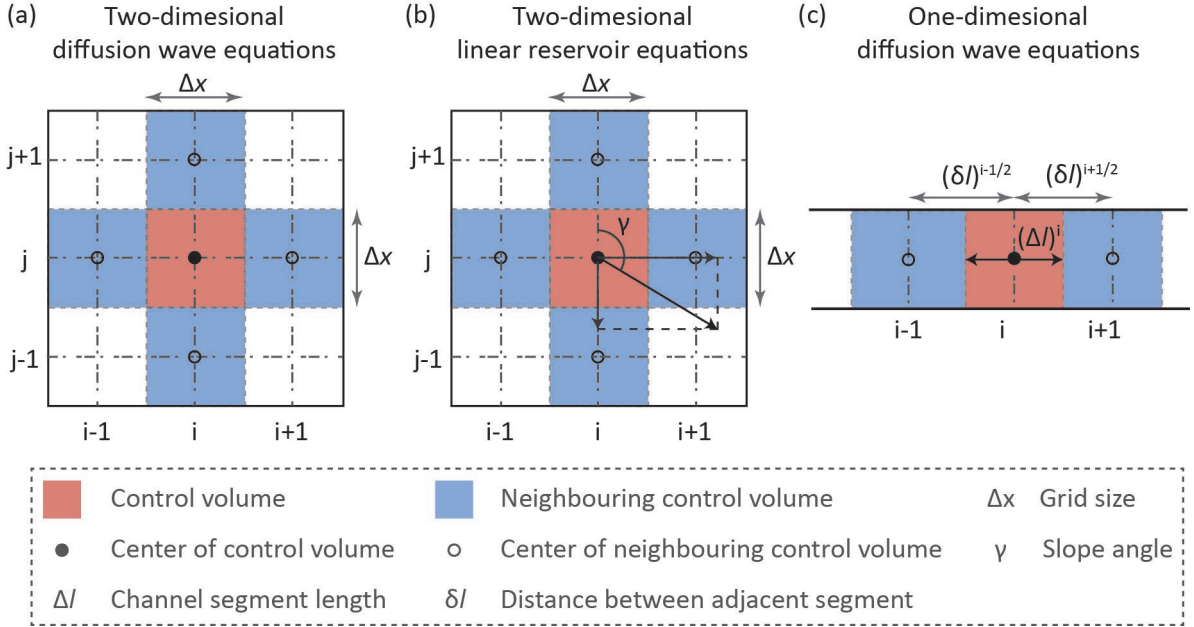 (a) Two-dimesional
diffusion wave equations
Δx
j+1
j
j-1
Δx
i-1 i i+1
(b) Two-dimesional
linear reservoir equations
Δx
j+1
j
j-1
γ
Δx
i-1 i i+1
(c) One-dimesional
diffusion wave equations
(δl)i-1/2 (δl)i+1/2
(Δl)i
i-1 i i+1
Control volume Neighbouring control volume Δx Grid size
Center of control volume Center of neighbouring control volume γ Slope angle
Δl Channel segment length δl Distance between adjacent segment